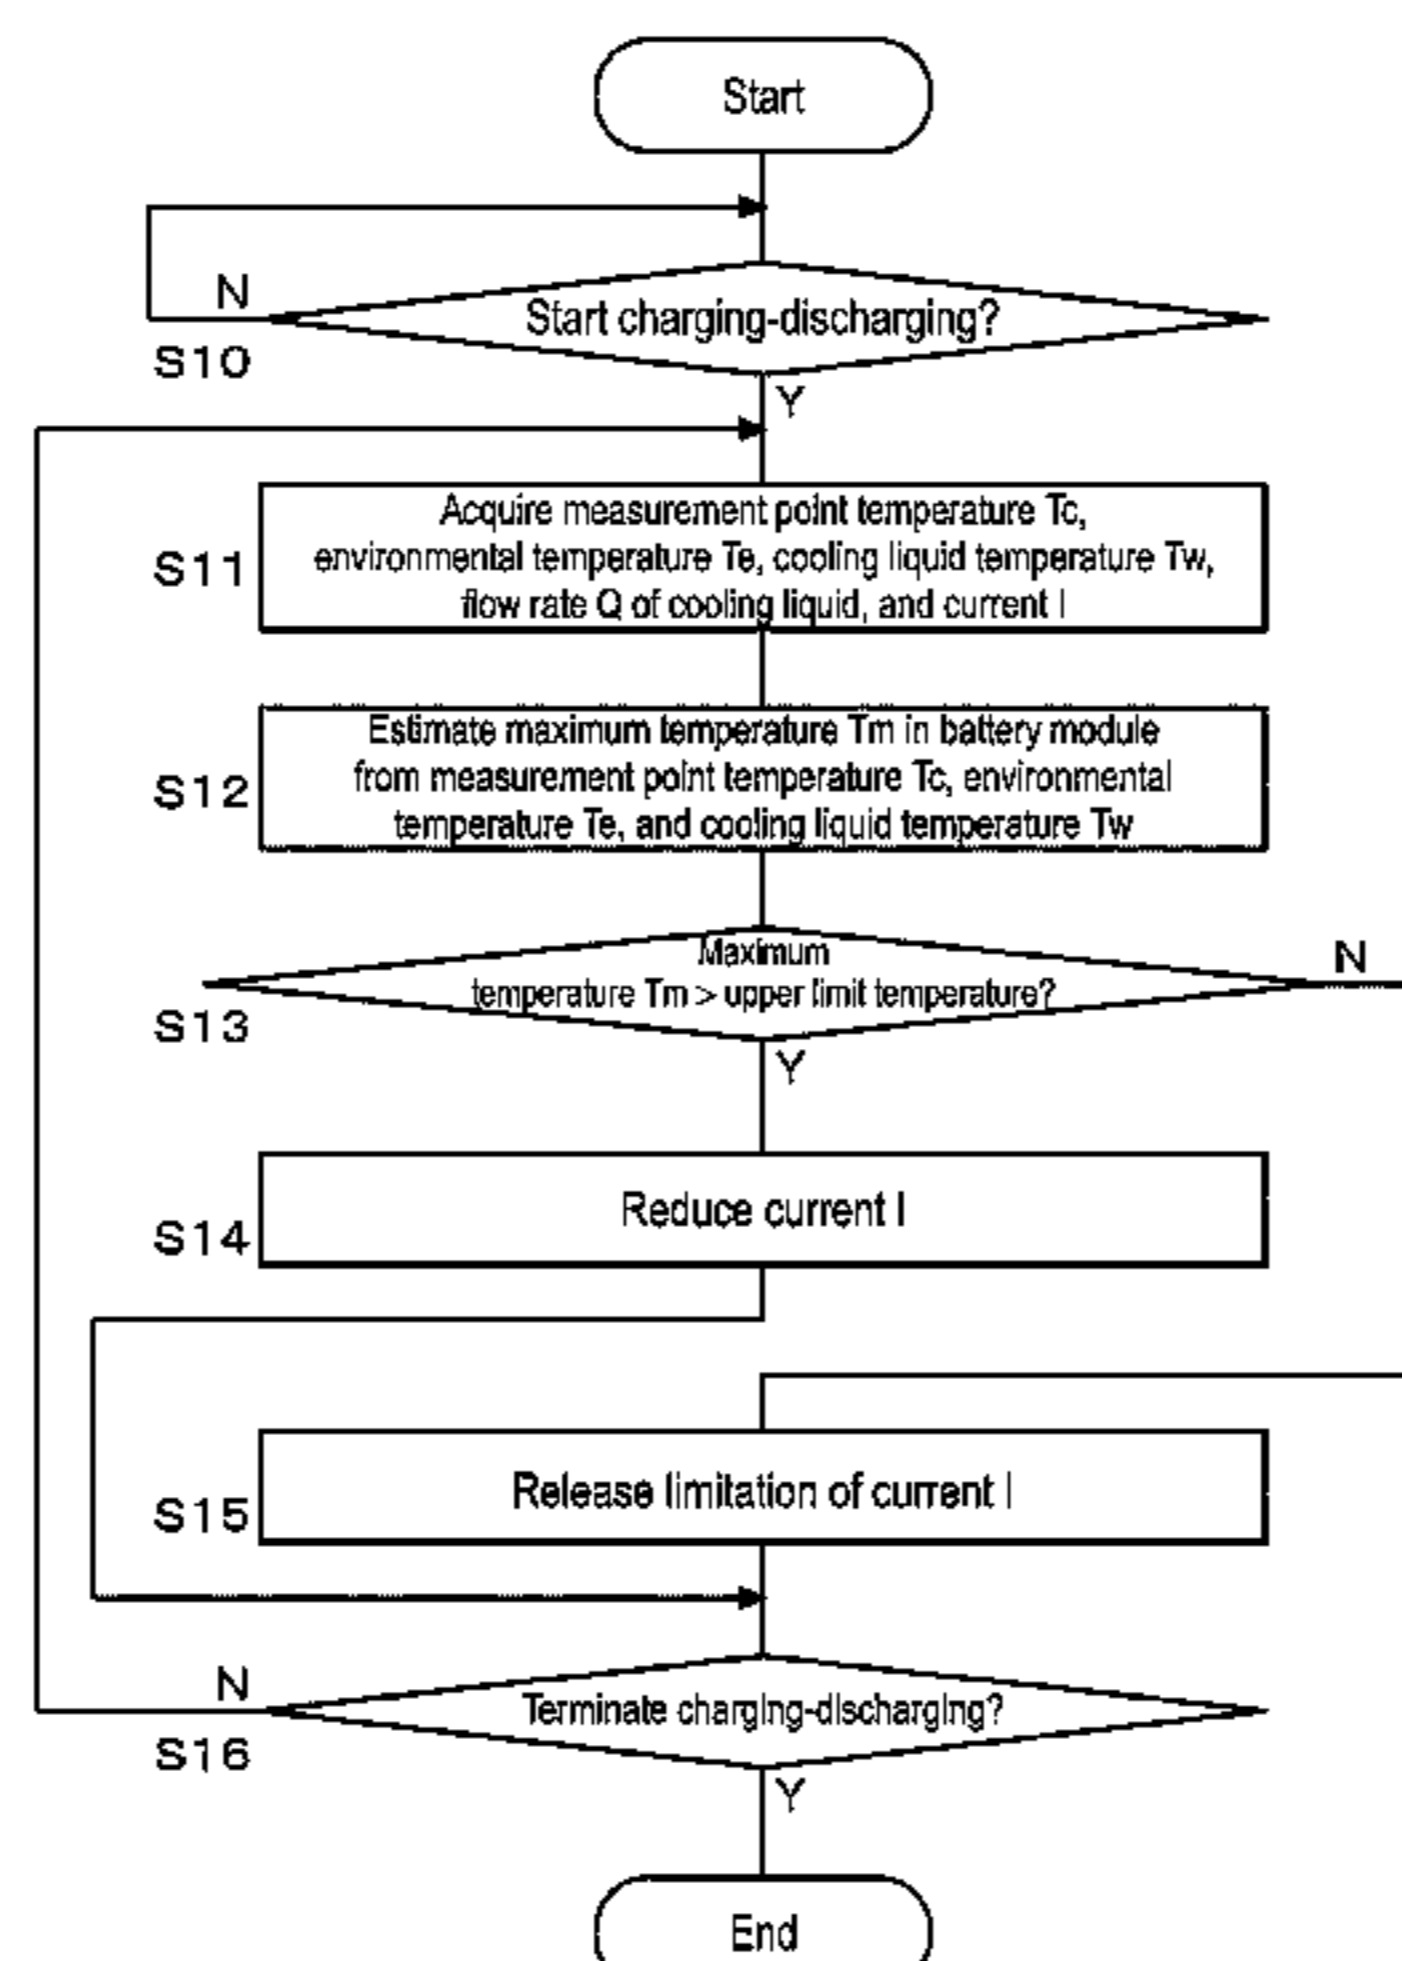 Start
N
Start charging-discharging?
S10
Y
Acquire measurement point temperature Tc,
environmental temperature Te, cooling liquid temperature Tw,
flow rate Q of cooling liquid, and current I
S11
Estimate maximum temperature Tm in battery module
from measurement point temperature Tc, environmental
temperature Te, and cooling liquid temperature Tw
S12
Maximum
temperature Tm > upper limit temperature?
N
S13
Y
Reduce current I
S14
Release limitation of current I
S15
N
Terminate charging-discharging?
S16
Y
End